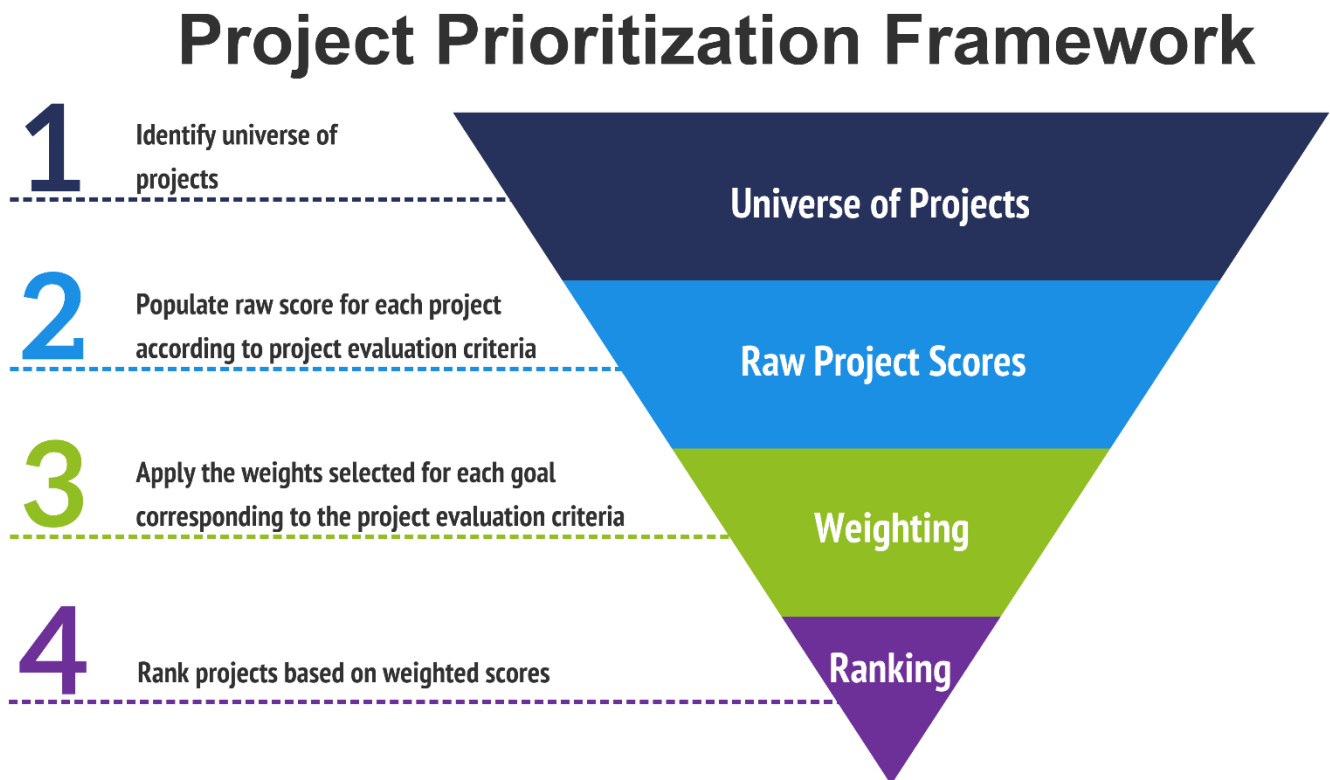 Project Prioritization Framework
1
Identify universe of
projects
Universe of Projects
2
Populate raw score for each project
according to project evaluation criteria
Raw Project Scores
3
Apply the weights selected for each goal
corresponding to the project evaluation criteria
Weighting
4
Rank projects based on weighted scores
Ranking